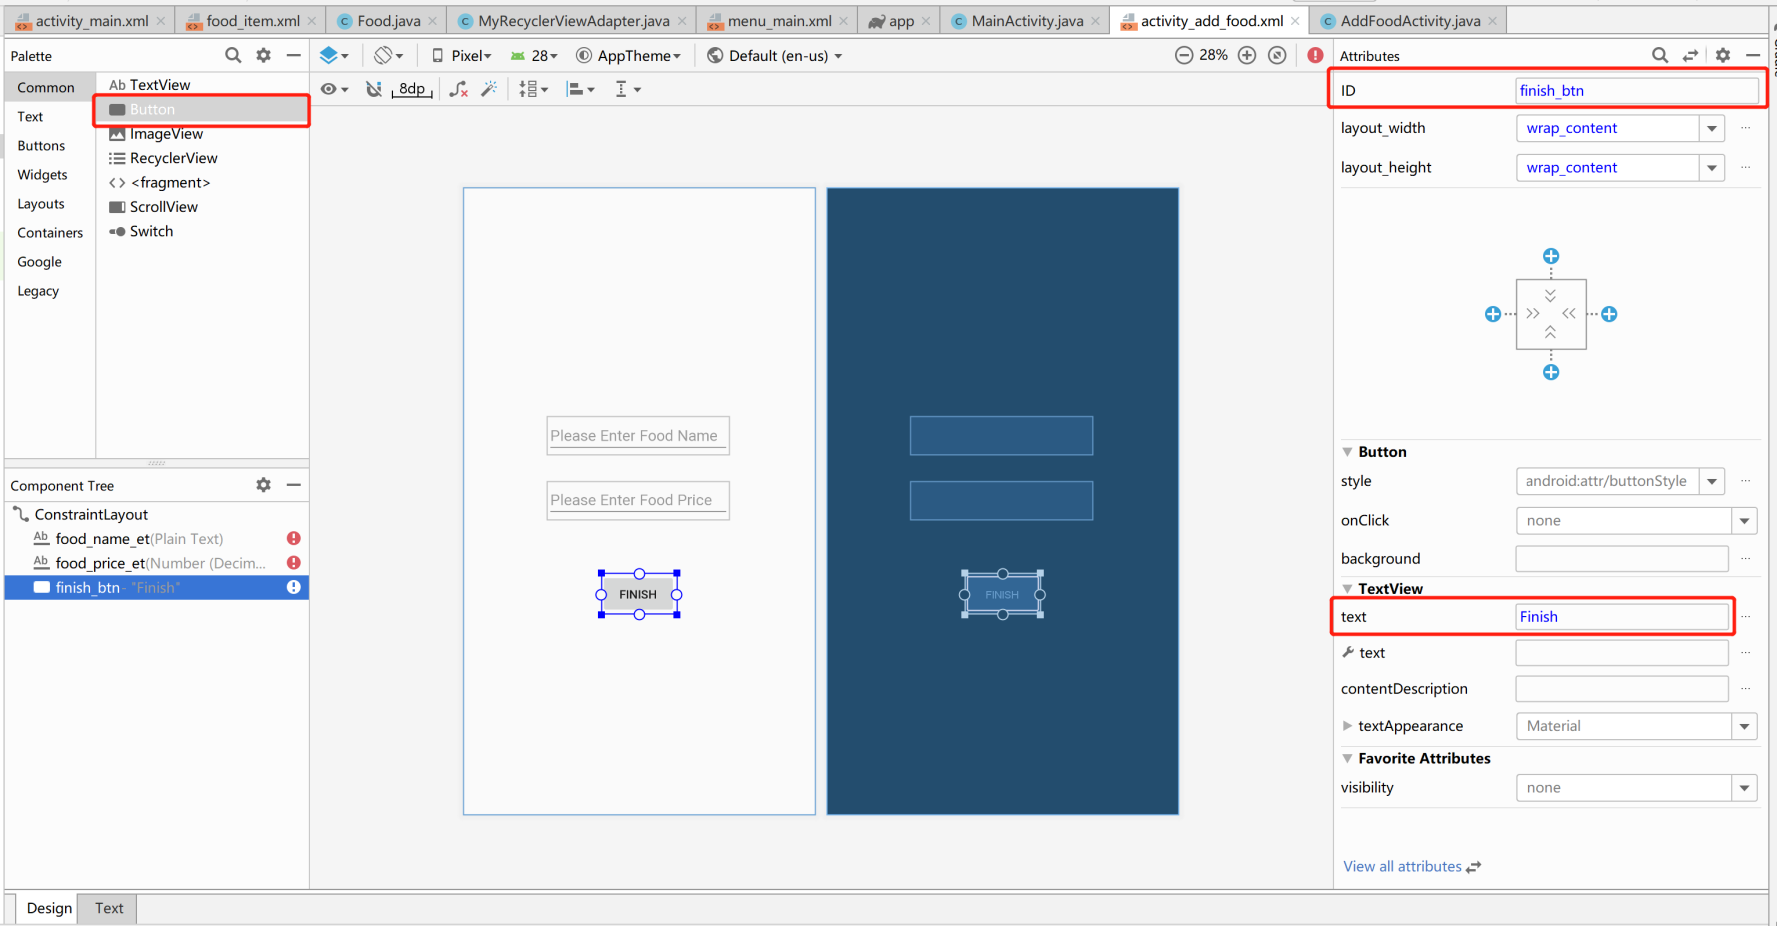 activity_main.xml food_item.xml Food.java MyRecyclerViewAdapter.java menu_main.xml app MainActivity.java activity_add_food.xml AddFoodActivity.java
Palette
Common
Text
Buttons
Widgets
Layouts
Containers
Google
Legacy
Ab TextView
Button
ImageView
RecyclerView
<fragment>
ScrollView
Switch
Component Tree
ConstraintLayout
Ab food_name_et(Plain Text)
Ab food_price_et(Number (Decim...
finish_btn- "Finish"
Pixel 28 AppTheme Default (en-us) 28%
8dp
Please Enter Food Name
Please Enter Food Price
FINISH
FINISH
Attributes
ID finish_btn
layout_width wrap_content ...
layout_height wrap_content ...
Button
style android:attr/buttonStyle ...
onClick none
background ...
TextView
text Finish ...
text ...
contentDescription ...
textAppearance Material
Favorite Attributes
visibility none
View all attributes
Design Text